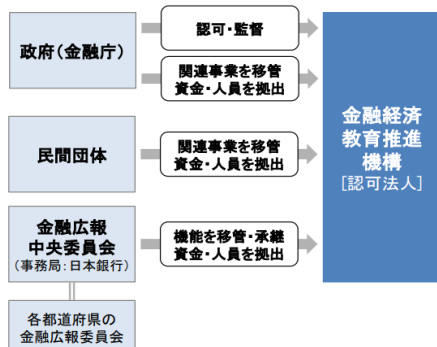 認可・監督
政府(金融庁)
関連事業を移管
資金・人員を拠出
民間団体
関連事業を移管
資金・人員を拠出
金融経済
教育推進
機構
[認可法人]
金融広報
中央委員会
(事務局:日本銀行)
機能を移管・承継
資金・人員を拠出
各都道府県の
金融広報委員会